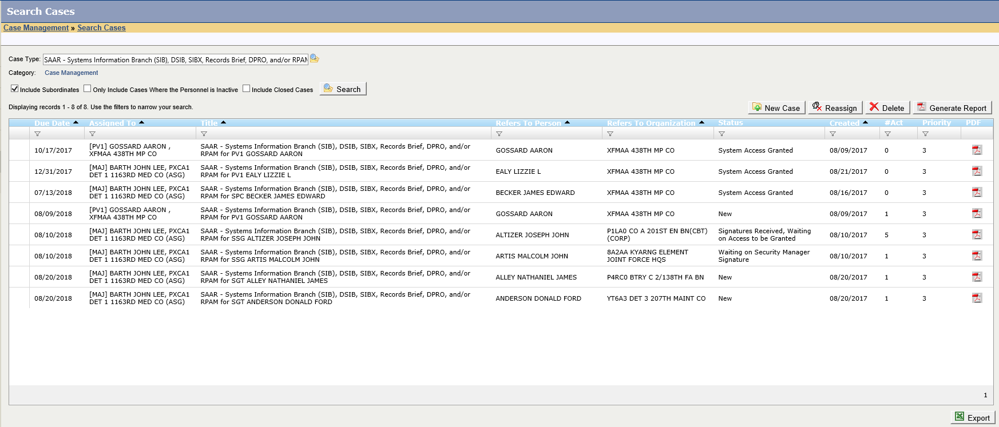 Search Cases
Case Management » Search Cases
Case Type: SAAR - Systems Information Branch (SIB), DSIB, SIBX, Records Brief, DPRO, and/or RPAM
Category: Case Management
Include Subordinates Only Include Cases Where the Personnel is Inactive Include Closed Cases Search
Displaying records 1 - 8 of 8. Use the filters to narrow your search.
New Case Reassign Delete Generate Report
Due Date Assigned To Title Refers To Person Refers To Organization Status Created #Act Priority PDF
10/17/2017 [PV1] GOSSARD AARON , XFMAA 438TH MP CO SAAR - Systems Information Branch (SIB), DSIB, SIBX, Records Brief, DPRO, and/or RPAM for PV1 GOSSARD AARON GOSSARD AARON XFMAA 438TH MP CO System Access Granted 08/09/2017 0 3
12/31/2017 [MAJ] BARTH JOHN LEE, PXCA1 DET 1 1163RD MED CO (ASG) SAAR - Systems Information Branch (SIB), DSIB, SIBX, Records Brief, DPRO, and/or RPAM for PV1 EALY LIZZIE L EALY LIZZIE L XFMAA 438TH MP CO System Access Granted 08/21/2017 0 3
07/13/2018 [MAJ] BARTH JOHN LEE, PXCA1 DET 1 1163RD MED CO (ASG) SAAR - Systems Information Branch (SIB), DSIB, SIBX, Records Brief, DPRO, and/or RPAM for SPC BECKER JAMES EDWARD BECKER JAMES EDWARD XFMAA 438TH MP CO System Access Granted 08/16/2017 0 3
08/09/2018 [PV1] GOSSARD AARON , XFMAA 438TH MP CO SAAR - Systems Information Branch (SIB), DSIB, SIBX, Records Brief, DPRO, and/or RPAM for PV1 GOSSARD AARON GOSSARD AARON XFMAA 438TH MP CO New 08/09/2017 1 3
08/10/2018 [MAJ] BARTH JOHN LEE, PXCA1 DET 1 1163RD MED CO (ASG) SAAR - Systems Information Branch (SIB), DSIB, SIBX, Records Brief, DPRO, and/or RPAM for SSG ALTIZER JOSEPH JOHN ALTIZER JOSEPH JOHN P1LA0 CO A 201ST EN BN(CBT) (CORP) Signatures Received, Waiting on Access to be Granted 08/10/2017 5 3
08/10/2018 [MAJ] BARTH JOHN LEE, PXCA1 DET 1 1163RD MED CO (ASG) SAAR - Systems Information Branch (SIB), DSIB, SIBX, Records Brief, DPRO, and/or RPAM for SSG ARTIS MALCOLM JOHN ARTIS MALCOLM JOHN 8A2AA KYARNG ELEMENT JOINT FORCE HQS Waiting on Security Manager Signature 08/10/2017 1 3
08/20/2018 [MAJ] BARTH JOHN LEE, PXCA1 DET 1 1163RD MED CO (ASG) SAAR - Systems Information Branch (SIB), DSIB, SIBX, Records Brief, DPRO, and/or RPAM for SGT ALLEY NATHANIEL JAMES ALLEY NATHANIEL JAMES P4RC0 BTRY C 2/138TH FA BN New 08/20/2017 1 3
08/20/2018 [MAJ] BARTH JOHN LEE, PXCA1 DET 1 1163RD MED CO (ASG) SAAR - Systems Information Branch (SIB), DSIB, SIBX, Records Brief, DPRO, and/or RPAM for SGT ANDERSON DONALD FORD ANDERSON DONALD FORD YT6A3 DET 3 207TH MAINT CO New 08/20/2017 1 3
1
Export